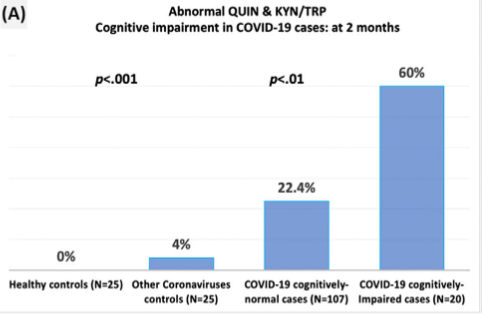 (A)
Abnormal QUIN & KYN/TRP
Cognitive impairment in COVID-19 cases: at 2 months
p<.001
p<.01
60%
22.4%
4%
0%
Healthy controls (N=25)
Other Coronaviruses
controls (N=25)
COVID-19 cognitively-
normal cases (N=107)
COVID-19 cognitively-
Impaired cases (N=20)